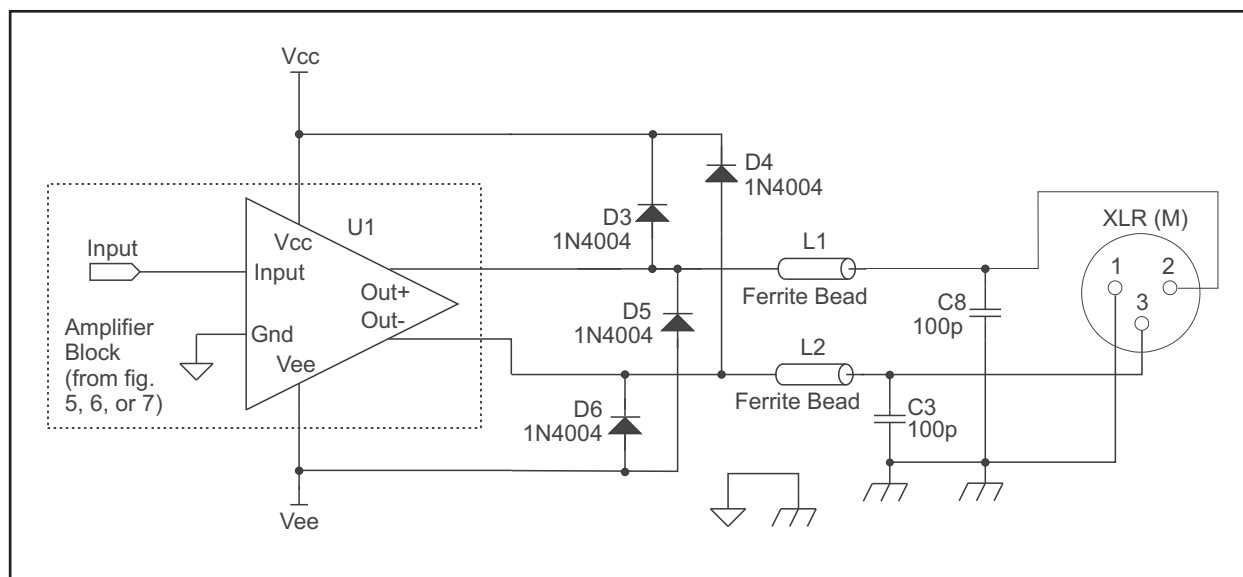 Vcc
D4
1N4004
D3
1N4004
XLR (M)
U1
Input
Vcc
Input
L1
1
2
3
Out+
Out-
Ferrite Bead
C8
100p
D5
1N4004
Gnd
Amplifier
Block
(from fig.
5, 6, or 7)
Vee
L2
Ferrite Bead
D6
1N4004
C3
100p
Vee